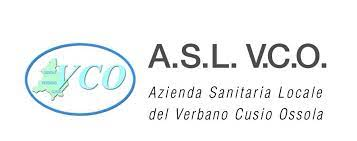 VCO
A.S.L. V.C.O.
Azienda Sanitaria Locale
del Verbano Cusio Ossola